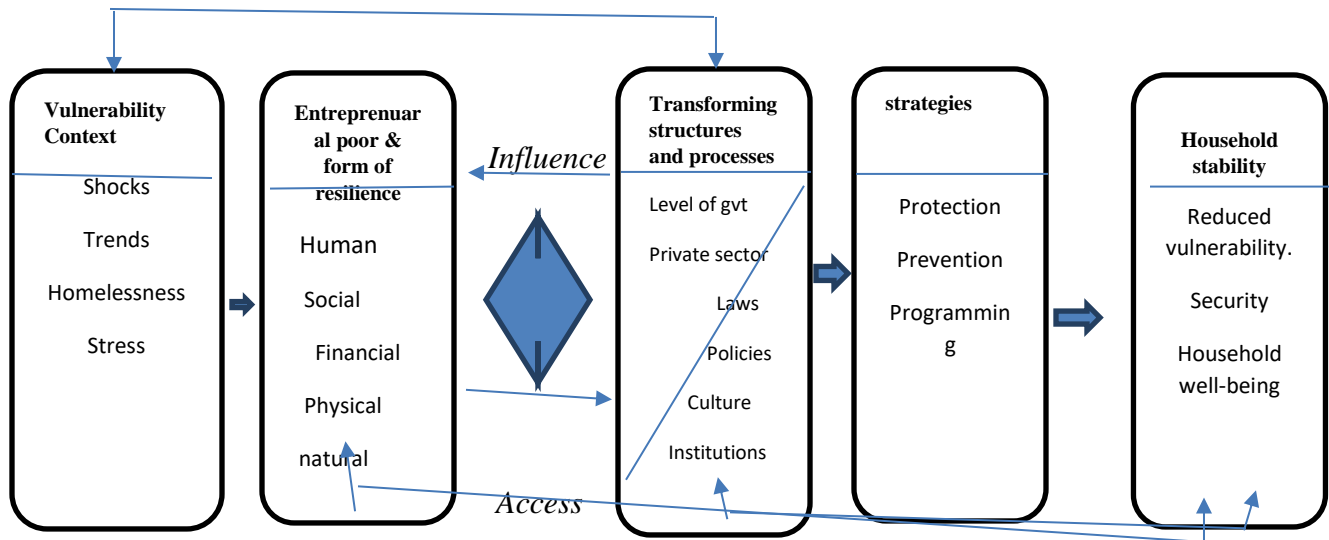 Vulnerability
Context
Shocks
Trends
Homelessness
Stress
Entreprenuar
al poor &
form of
resilience
Human
Social
Financial
Physical
natural
Influence
Access
Transforming
structures
and processes
Level of gvt
Private sector
Laws
Policies
Culture
Institutions
strategies
Protection
Prevention
Programmin
g
Household
stability
Reduced
vulnerability.
Security
Household
well-being